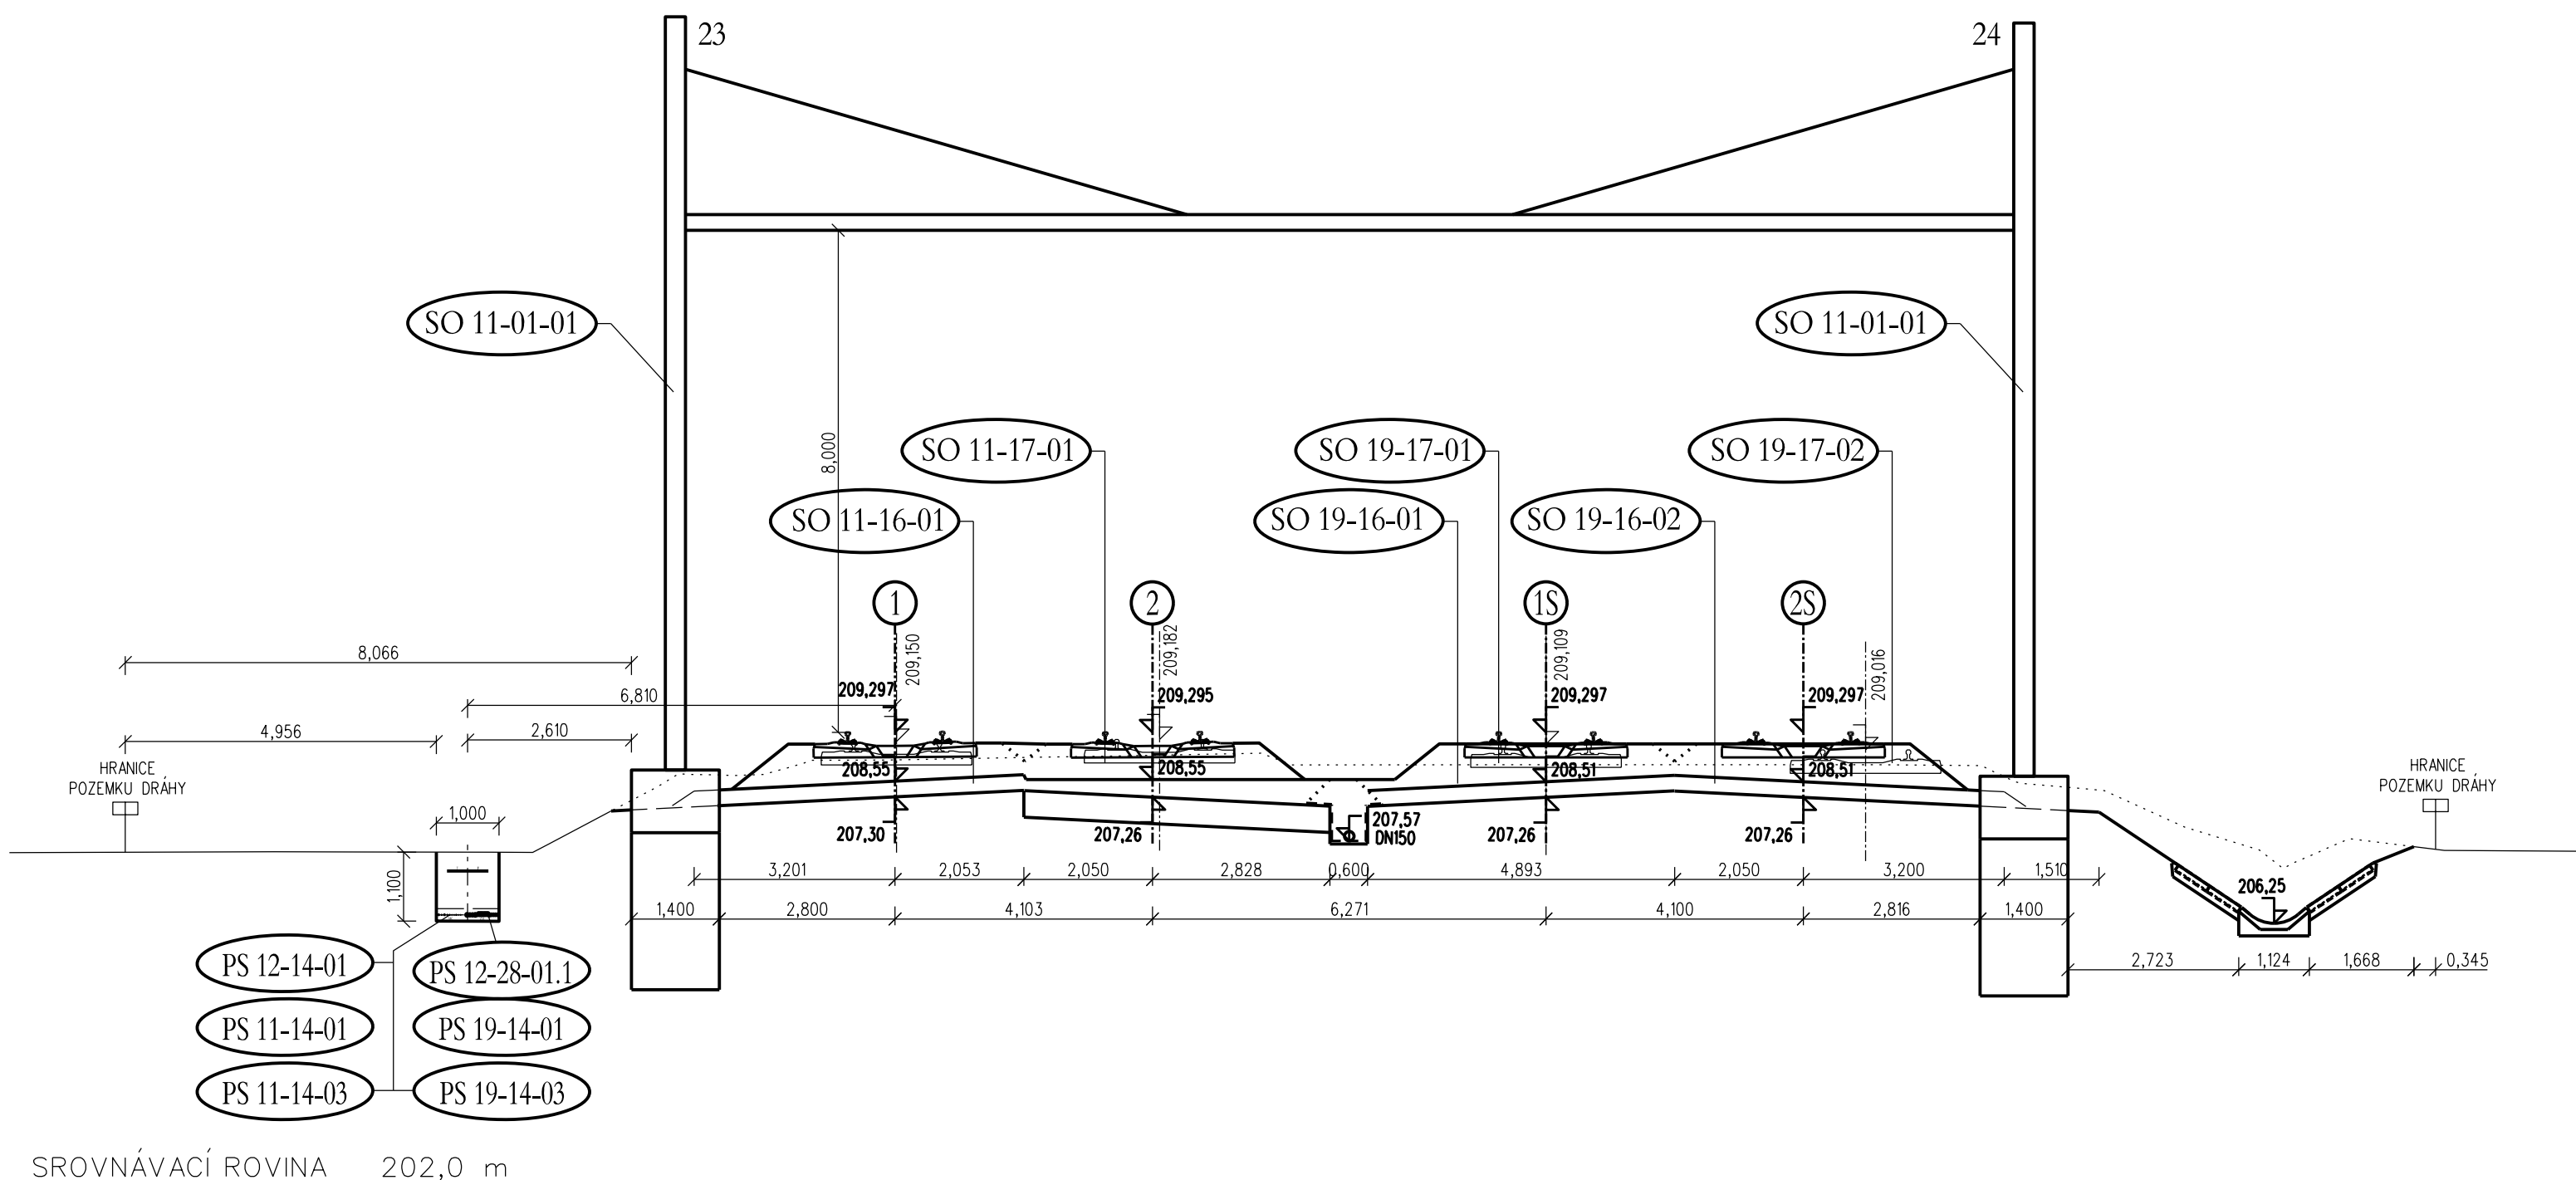 23
24
SO 11-01-01
SO 11-01-01
8,000
SO 11-17-01
SO 19-17-01
SO 19-17-02
SO 11-16-01
SO 19-16-01
SO 19-16-02
1
2
1S
2S
209,150
209,182
209,109
209,016
8,066
6,810
209,297
209,295
209,297
209,297
4,956
2,610
HRANICE
POZEMKU DRÁHY
HRANICE
POZEMKU DRÁHY
208,55
208,55
208,51
208,51
1,000
207,30
207,26
207,57
DN150
207,26
207,26
1,100
3,201
2,053
2,050
2,828
0,600
4,893
2,050
3,200
1,510
206,25
1,400
2,800
4,103
6,271
4,100
2,816
1,400
2,723
1,124
1,668
0,345
PS 12-14-01
PS 12-28-01.1
PS 11-14-01
PS 19-14-01
PS 11-14-03
PS 19-14-03
SROVNÁVACÍ ROVINA 202,0 m